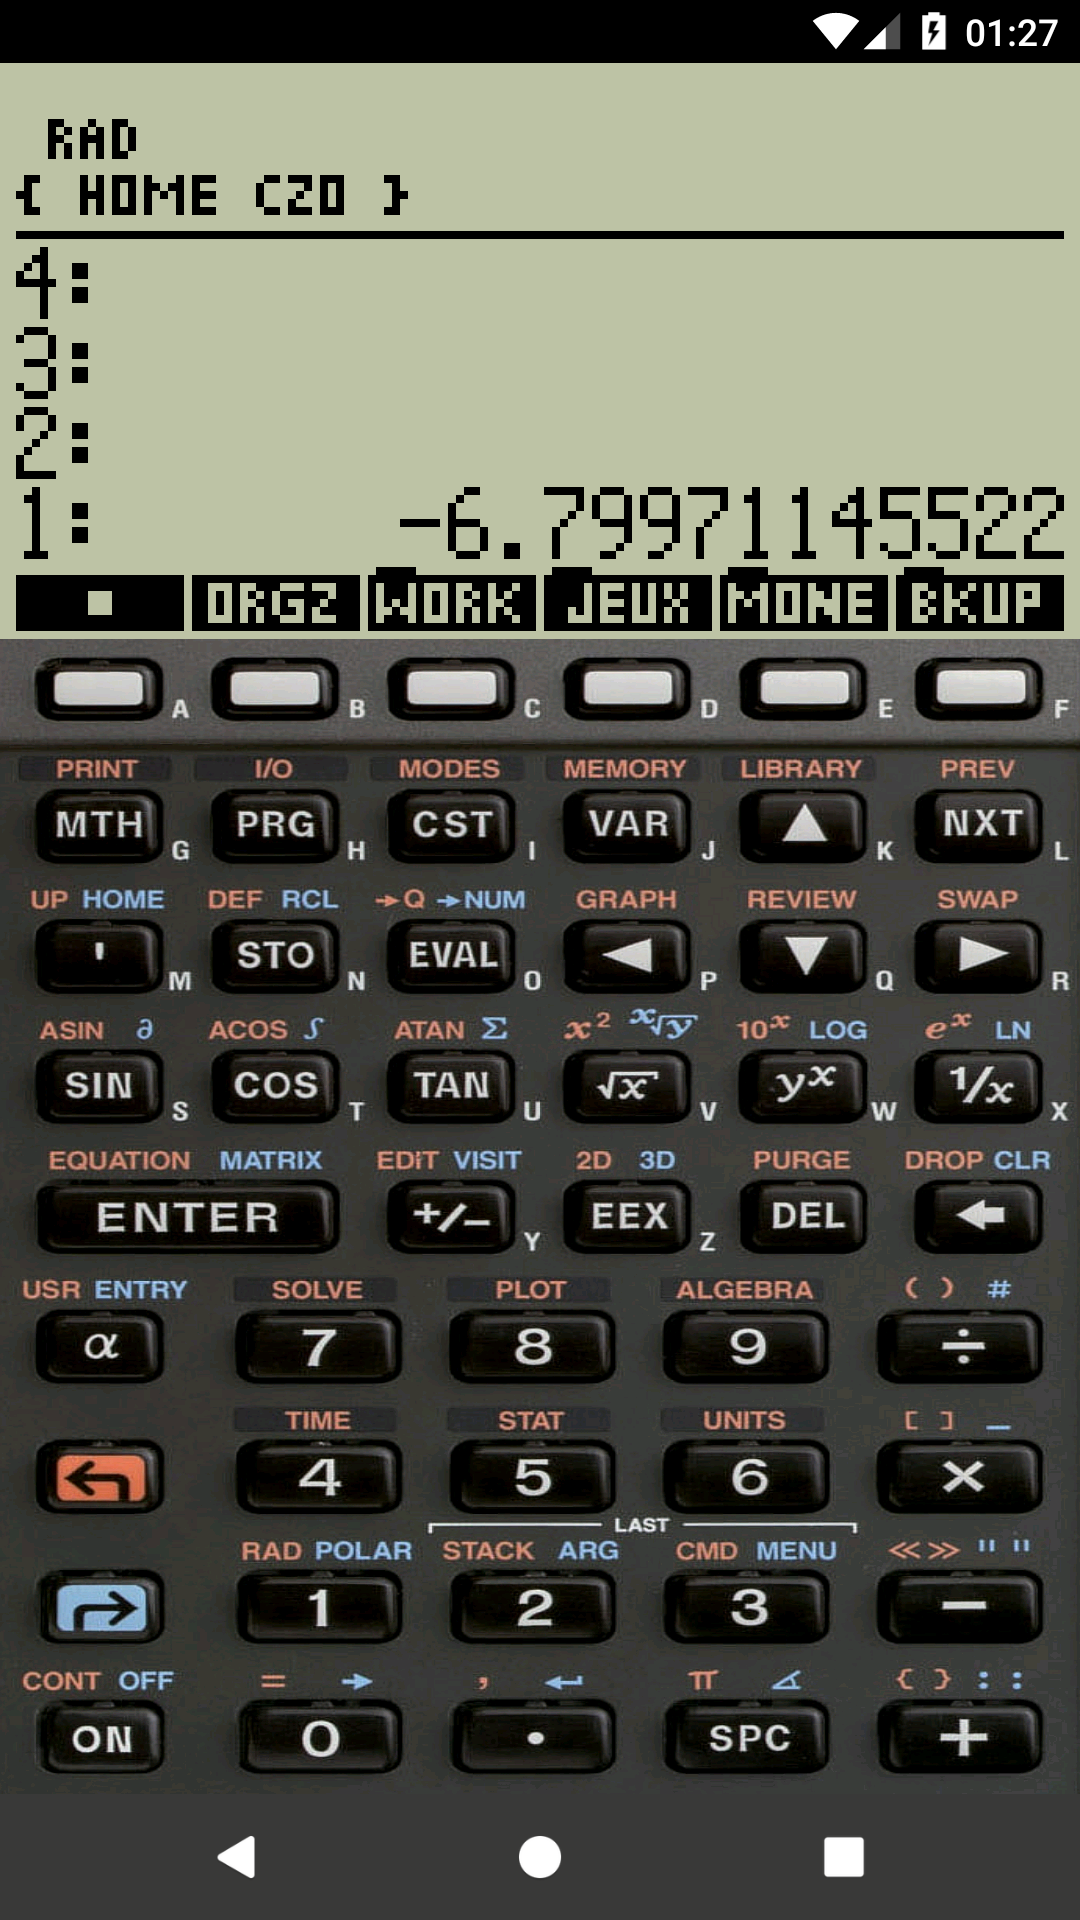 01:27
RAD
{ HOME CZO }
4:
3:
2:
1: -6.79971145522
▪ ORGZ WORK JEUX MONE BKUP
A B C D E F
PRINT I/O MODES MEMORY LIBRARY PREV
MTH G PRG H CST I VAR J ▲ K NXT L
UP HOME DEF RCL →Q →NUM GRAPH REVIEW SWAP
' M STO N EVAL O ◀ P ▼ Q ▶ R
ASIN ∂ ACOS ∫ ATAN Σ x² ˣ√y 10ˣ LOG eˣ LN
SIN S COS T TAN U √x V yˣ W 1/x X
EQUATION MATRIX EDIT VISIT 2D 3D PURGE DROP CLR
ENTER +/− Y EEX Z DEL ←
USR ENTRY SOLVE PLOT ALGEBRA ( ) #
α 7 8 9 ÷
TIME STAT UNITS [ ] _
4 5 6 ×
LAST
RAD POLAR STACK ARG CMD MENU « » " "
1 2 3 −
CONT OFF = → , ↵ π ∡ { } : :
ON 0 . SPC +